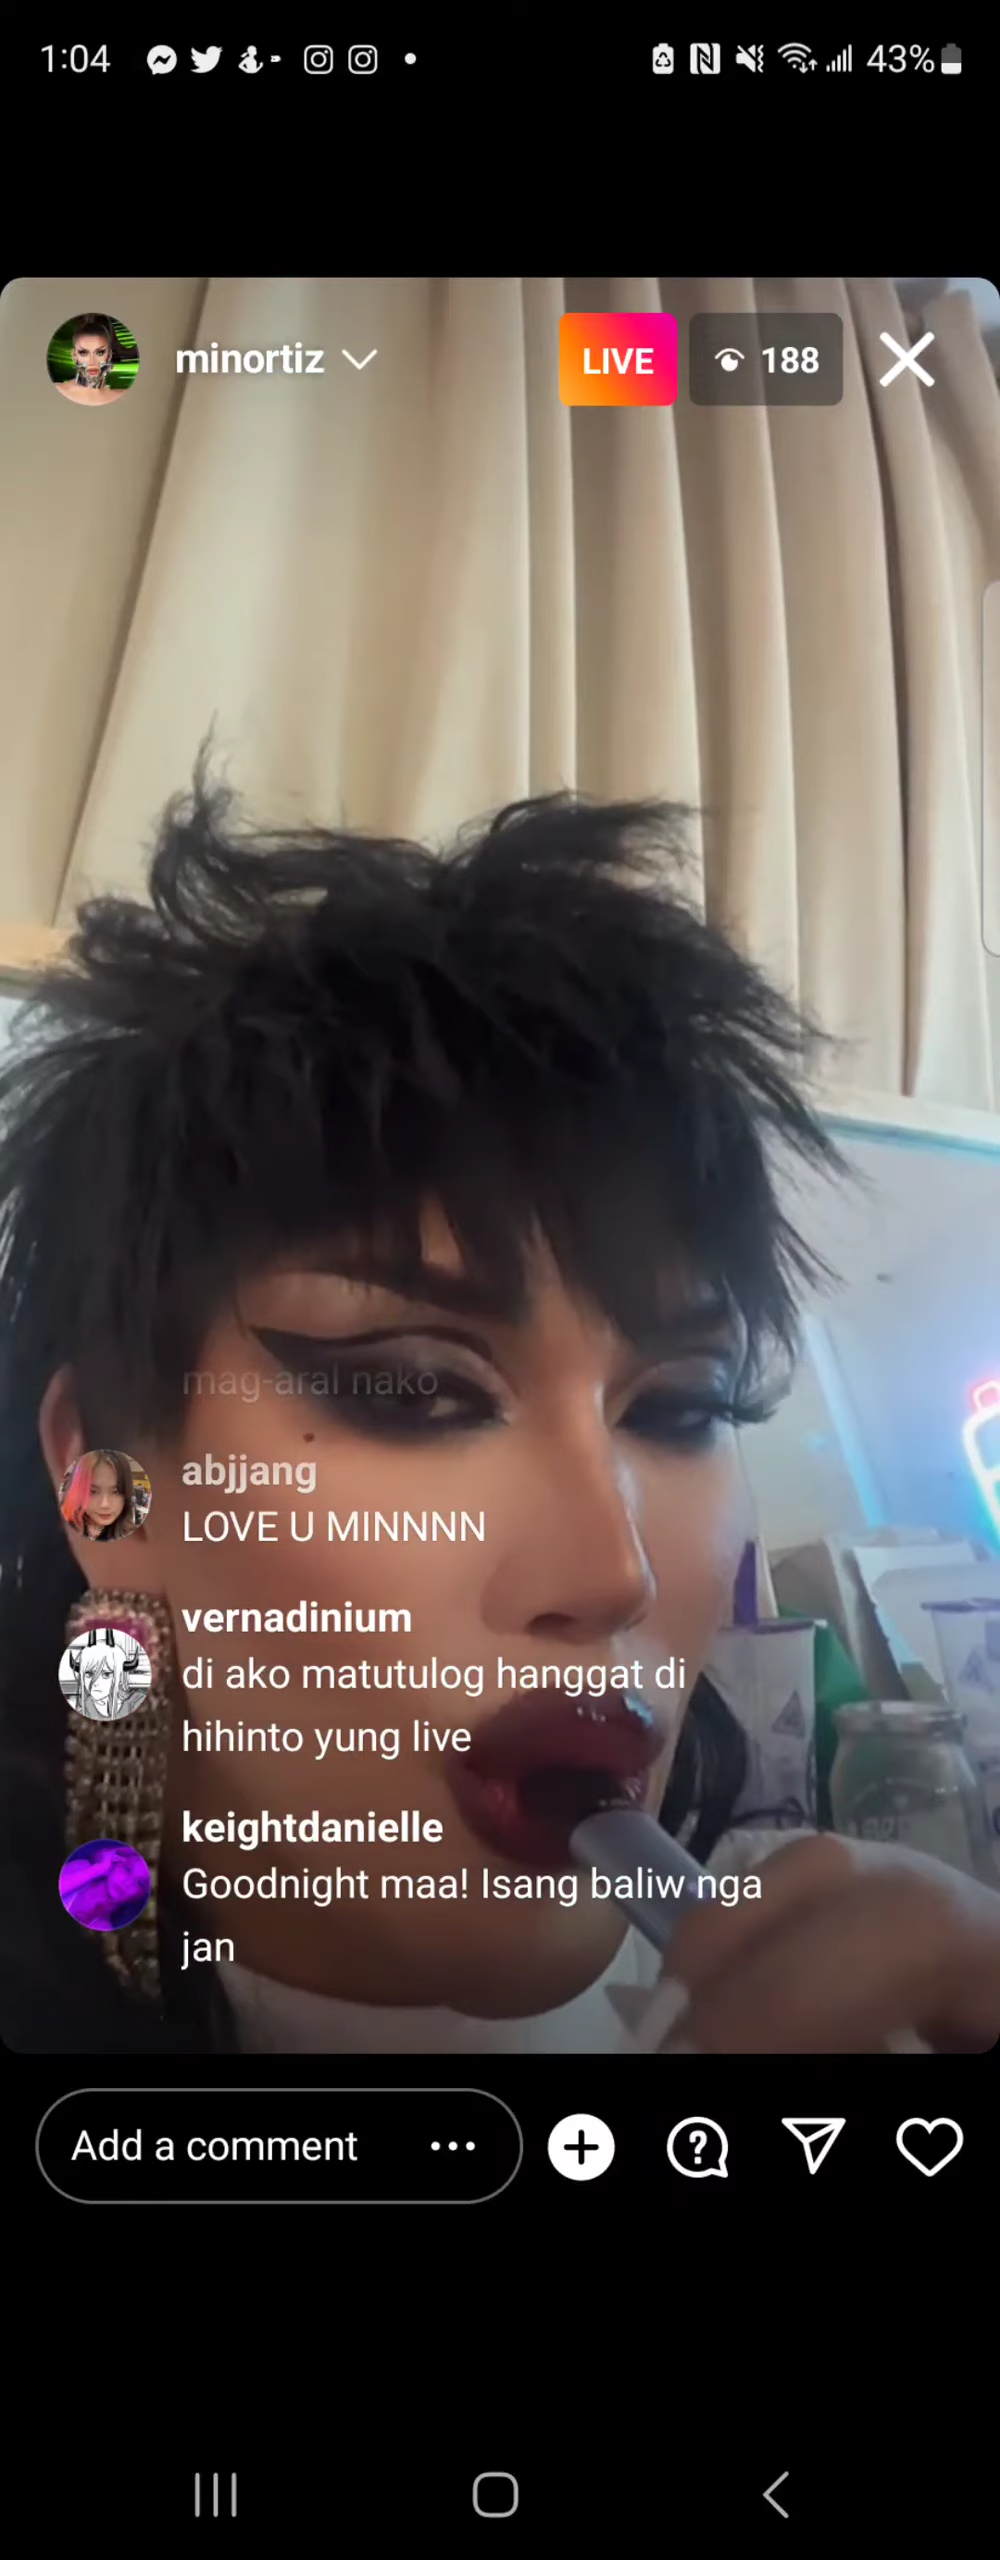 1:04
43%
minortiz
LIVE
188
mag-aral nako
abjjang
LOVE U MINNNN
vernadinium
di ako matutulog hanggat di
hihinto yung live
keightdanielle
Goodnight maa! Isang baliw nga
jan
Add a comment